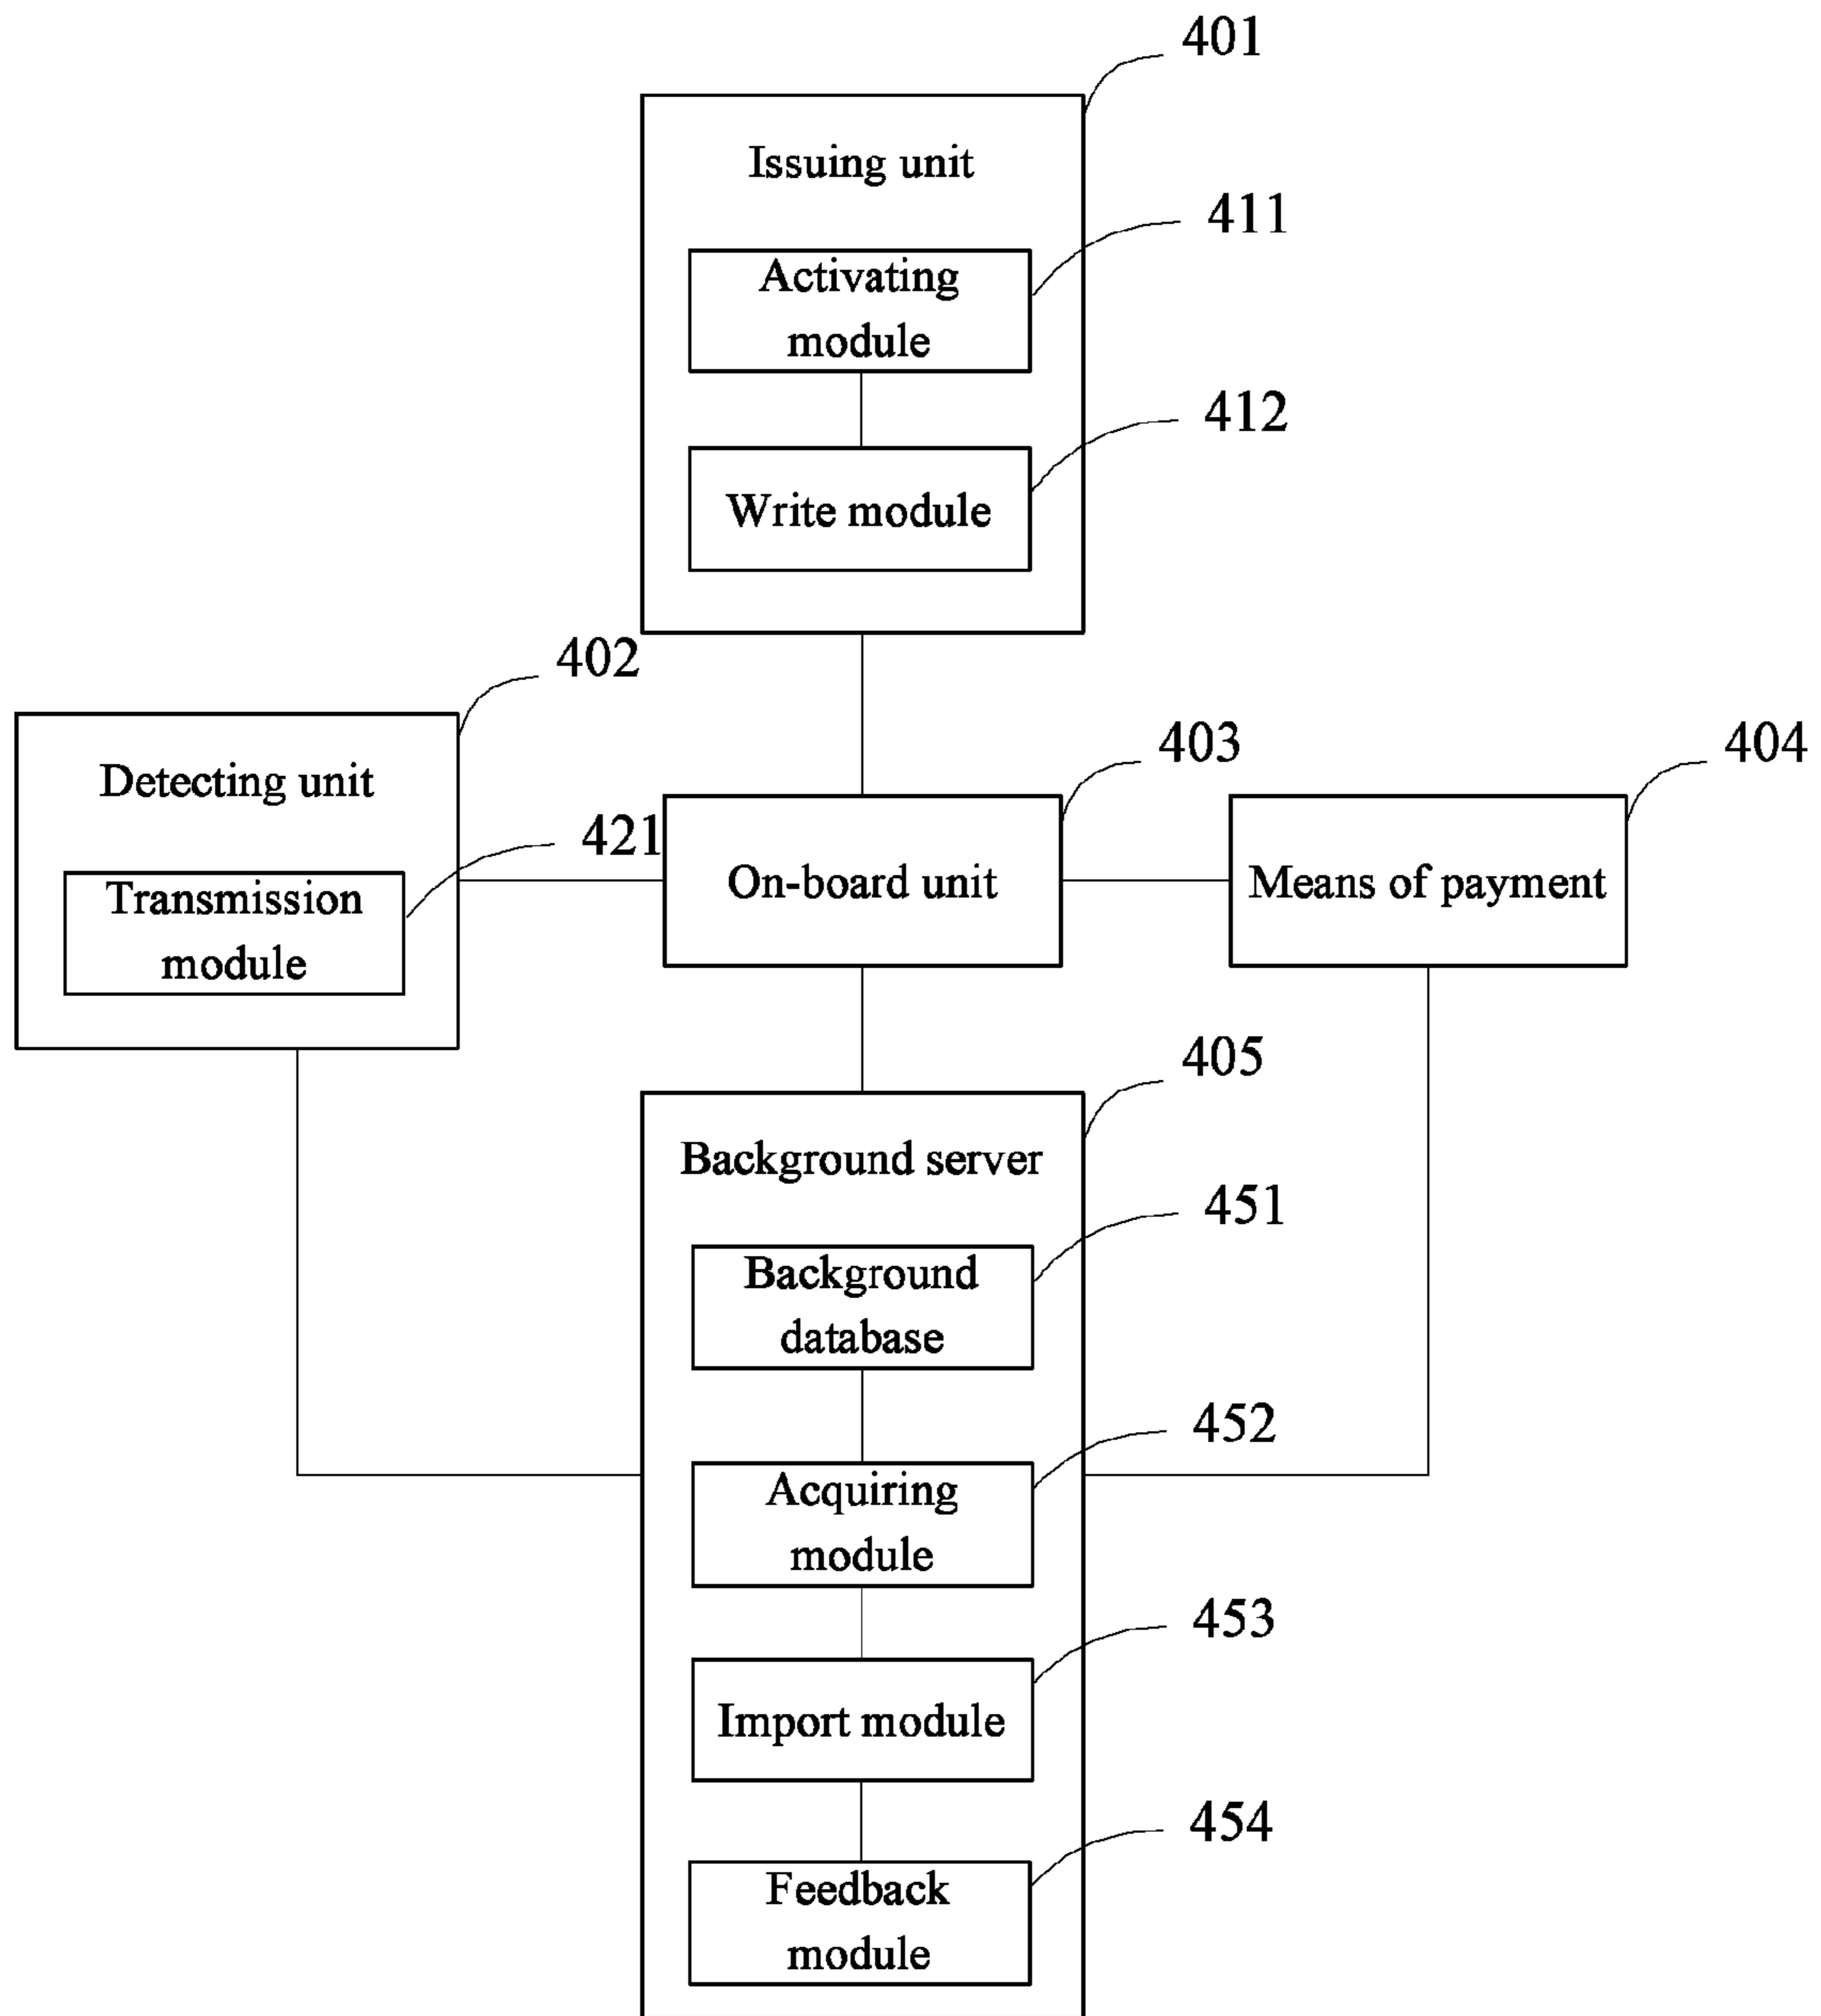 401
Issuing unit
411
Activating
module
412
Write module
402
Detecting unit
421
Transmission
module
403
On-board unit
404
Means of payment
405
Background server
451
Background
database
452
Acquiring
module
453
Import module
454
Feedback
module